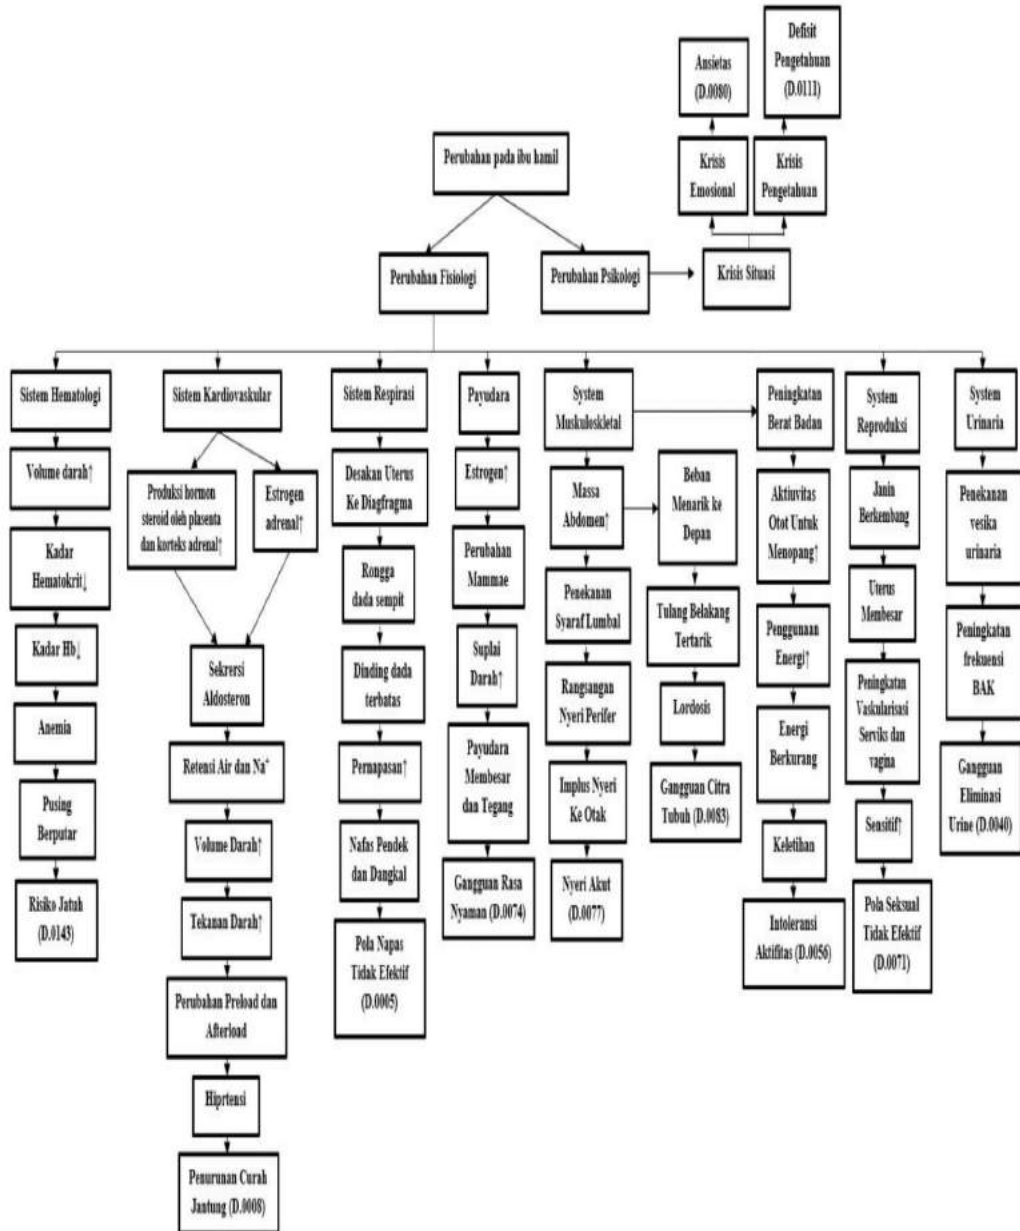 Defisit
Pengetahuan
(D.0111)
Ansietas
(D.0080)
Perubahan pada ibu hamil
Krisis
Emosional
Krisis
Pengetahuan
Perubahan Fisiologi
Perubahan Psikologi
Krisis Situasi
Sistem Hematologi
Volume darah↑
Kadar
Hematokrit↓
Kadar Hb↓
Anemia
Pusing
Berputar
Risiko Jatuh
(D.0143)
Sistem Kardiovaskular
Produksi hormon
steroid oleh plasenta
dan korteks adrenal↑
Estrogen
adrenal↑
Sekrersi
Aldosteron
Retensi Air dan Na⁺
Volume Darah↑
Tekanan Darah↑
Perubahan Preload dan
Afterload
Hiprtensi
Penurunan Curah
Jantung (D.0008)
Sistem Respirasi
Desakan Uterus
Ke Diagfragma
Rongga
dada sempit
Dinding dada
terbatas
Pernapasan↑
Nafas Pendek
dan Dangkal
Pola Napas
Tidak Efektif
(D.0005)
Payudara
Estrogen↑
Perubahan
Mammae
Suplai
Darah↑
Payudara
Membesar
dan Tegang
Gangguan Rasa
Nyaman (D.0074)
System
Muskuloskletal
Massa
Abdomen↑
Penekanan
Syaraf Lumbal
Rangsangan
Nyeri Perifer
Implus Nyeri
Ke Otak
Nyeri Akut
(D.0077)
Beban
Menarik ke
Depan
Tulang Belakang
Tertarik
Lordosis
Gangguan Citra
Tubuh (D.0083)
Peningkatan
Berat Badan
Aktiuvitas
Otot Untuk
Menopang↑
Penggunaan
Energi↑
Energi
Berkurang
Keletihan
Intoleransi
Aktifitas (D.0056)
System
Reproduksi
Janin
Berkembang
Uterus
Membesar
Peningkatan
Vaskularisasi
Serviks dan
vagina
Sensitif↑
Pola Seksual
Tidak Efektif
(D.0071)
System
Urinaria
Penekanan
vesika
urinaria
Peningkatan
frekuensi
BAK
Gangguan
Eliminasi
Urine (D.0040)